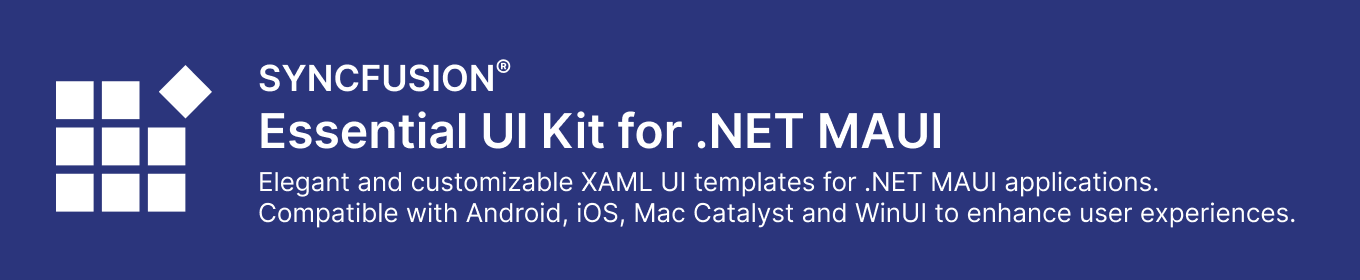 SYNCFUSION®
Essential UI Kit for .NET MAUI
Elegant and customizable XAML UI templates for .NET MAUI applications.
Compatible with Android, iOS, Mac Catalyst and WinUI to enhance user experiences.